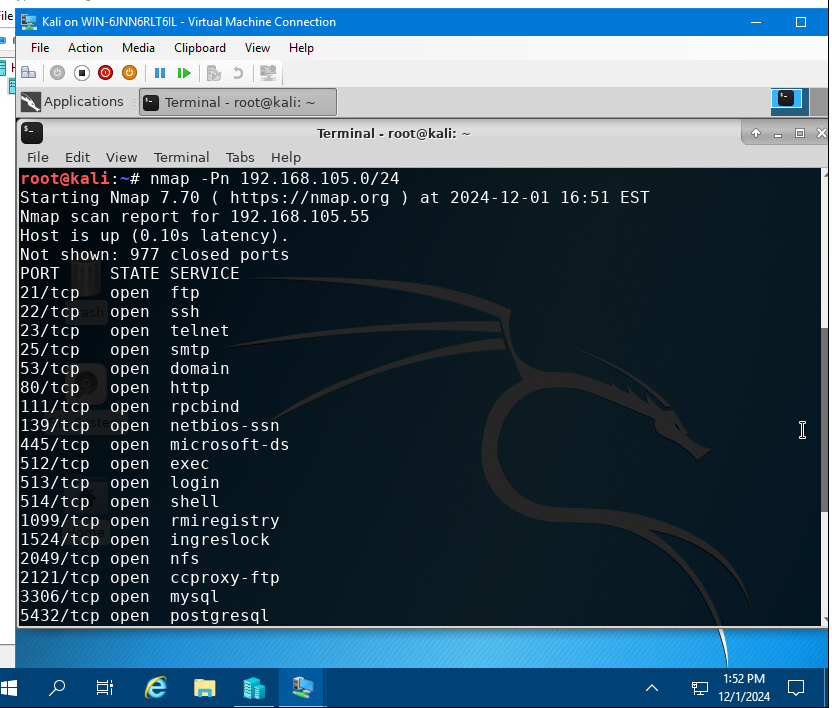 File
Kali on WIN-6JNN6RLT6IL - Virtual Machine Connection
File Action Media Clipboard View Help
Applications
Terminal - root@kali: ~
Terminal - root@kali: ~
File Edit View Terminal Tabs Help
root@kali:~# nmap -Pn 192.168.105.0/24
Starting Nmap 7.70 ( https://nmap.org ) at 2024-12-01 16:51 EST
Nmap scan report for 192.168.105.55
Host is up (0.10s latency).
Not shown: 977 closed ports
PORT     STATE SERVICE
21/tcp   open  ftp
22/tcp   open  ssh
23/tcp   open  telnet
25/tcp   open  smtp
53/tcp   open  domain
80/tcp   open  http
111/tcp  open  rpcbind
139/tcp  open  netbios-ssn
445/tcp  open  microsoft-ds
512/tcp  open  exec
513/tcp  open  login
514/tcp  open  shell
1099/tcp open  rmiregistry
1524/tcp open  ingreslock
2049/tcp open  nfs
2121/tcp open  ccproxy-ftp
3306/tcp open  mysql
5432/tcp open  postgresql
1:52 PM
12/1/2024